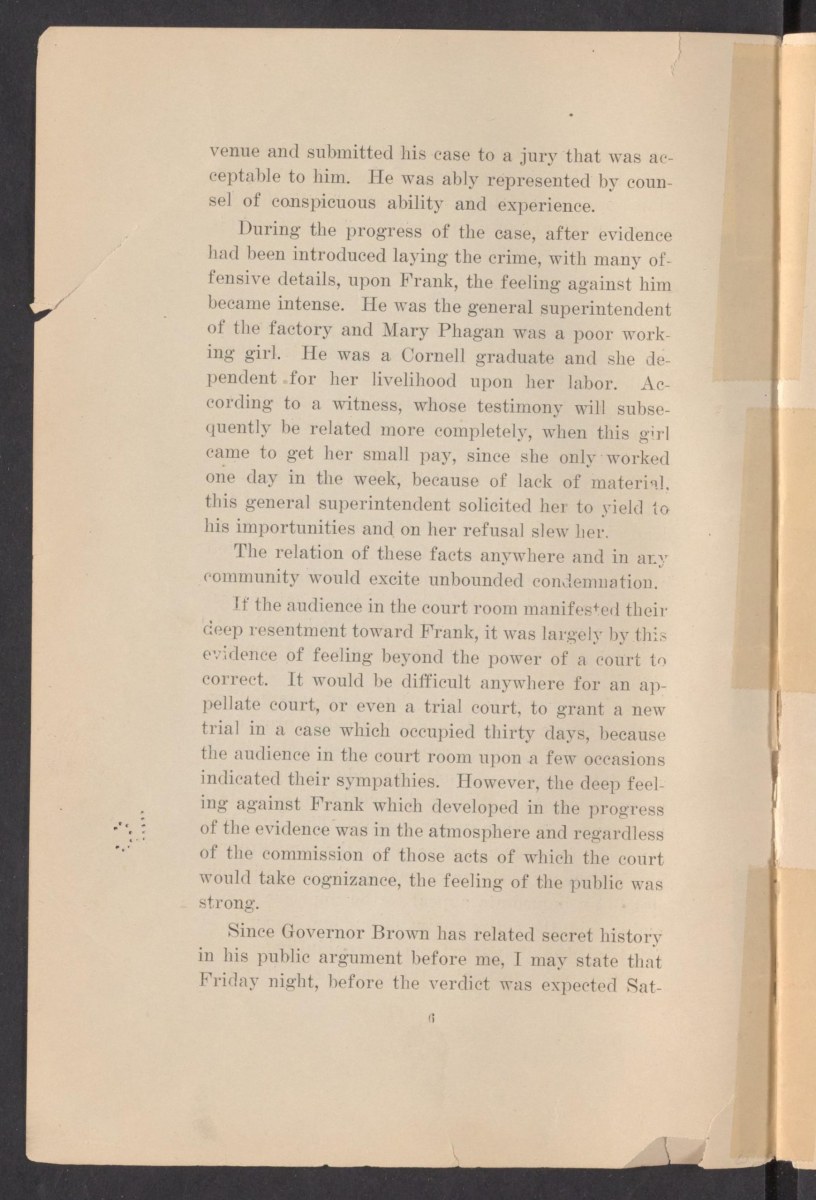 venue and submitted his case to a jury that was ac-
ceptable to him. He was ably represented by coun-
sel of conspicuous ability and experience.
During the progress of the case, after evidence
had been introduced laying the crime, with many of-
fensive details, upon Frank, the feeling against him
became intense. He was the general superintendent
of the factory and Mary Phagan was a poor work-
ing girl. He was a Cornell graduate and she de-
pendent for her livelihood upon her labor. Ac-
cording to a witness, whose testimony will subse-
quently be related more completely, when this girl
came to get her small pay, since she only worked
one day in the week, because of lack of material,
this general superintendent solicited her to yield to
his importunities and on her refusal slew her.
The relation of these facts anywhere and in any
community would excite unbounded condemnation.
If the audience in the court room manifested their
deep resentment toward Frank, it was largely by this
evidence of feeling beyond the power of a court to
correct. It would be difficult anywhere for an ap-
pellate court, or even a trial court, to grant a new
trial in a case which occupied thirty days, because
the audience in the court room upon a few occasions
indicated their sympathies. However, the deep feel-
ing against Frank which developed in the progress
of the evidence was in the atmosphere and regardless
of the commission of those acts of which the court
would take cognizance, the feeling of the public was
strong.
Since Governor Brown has related secret history
in his public argument before me, I may state that
Friday night, before the verdict was expected Sat-
6